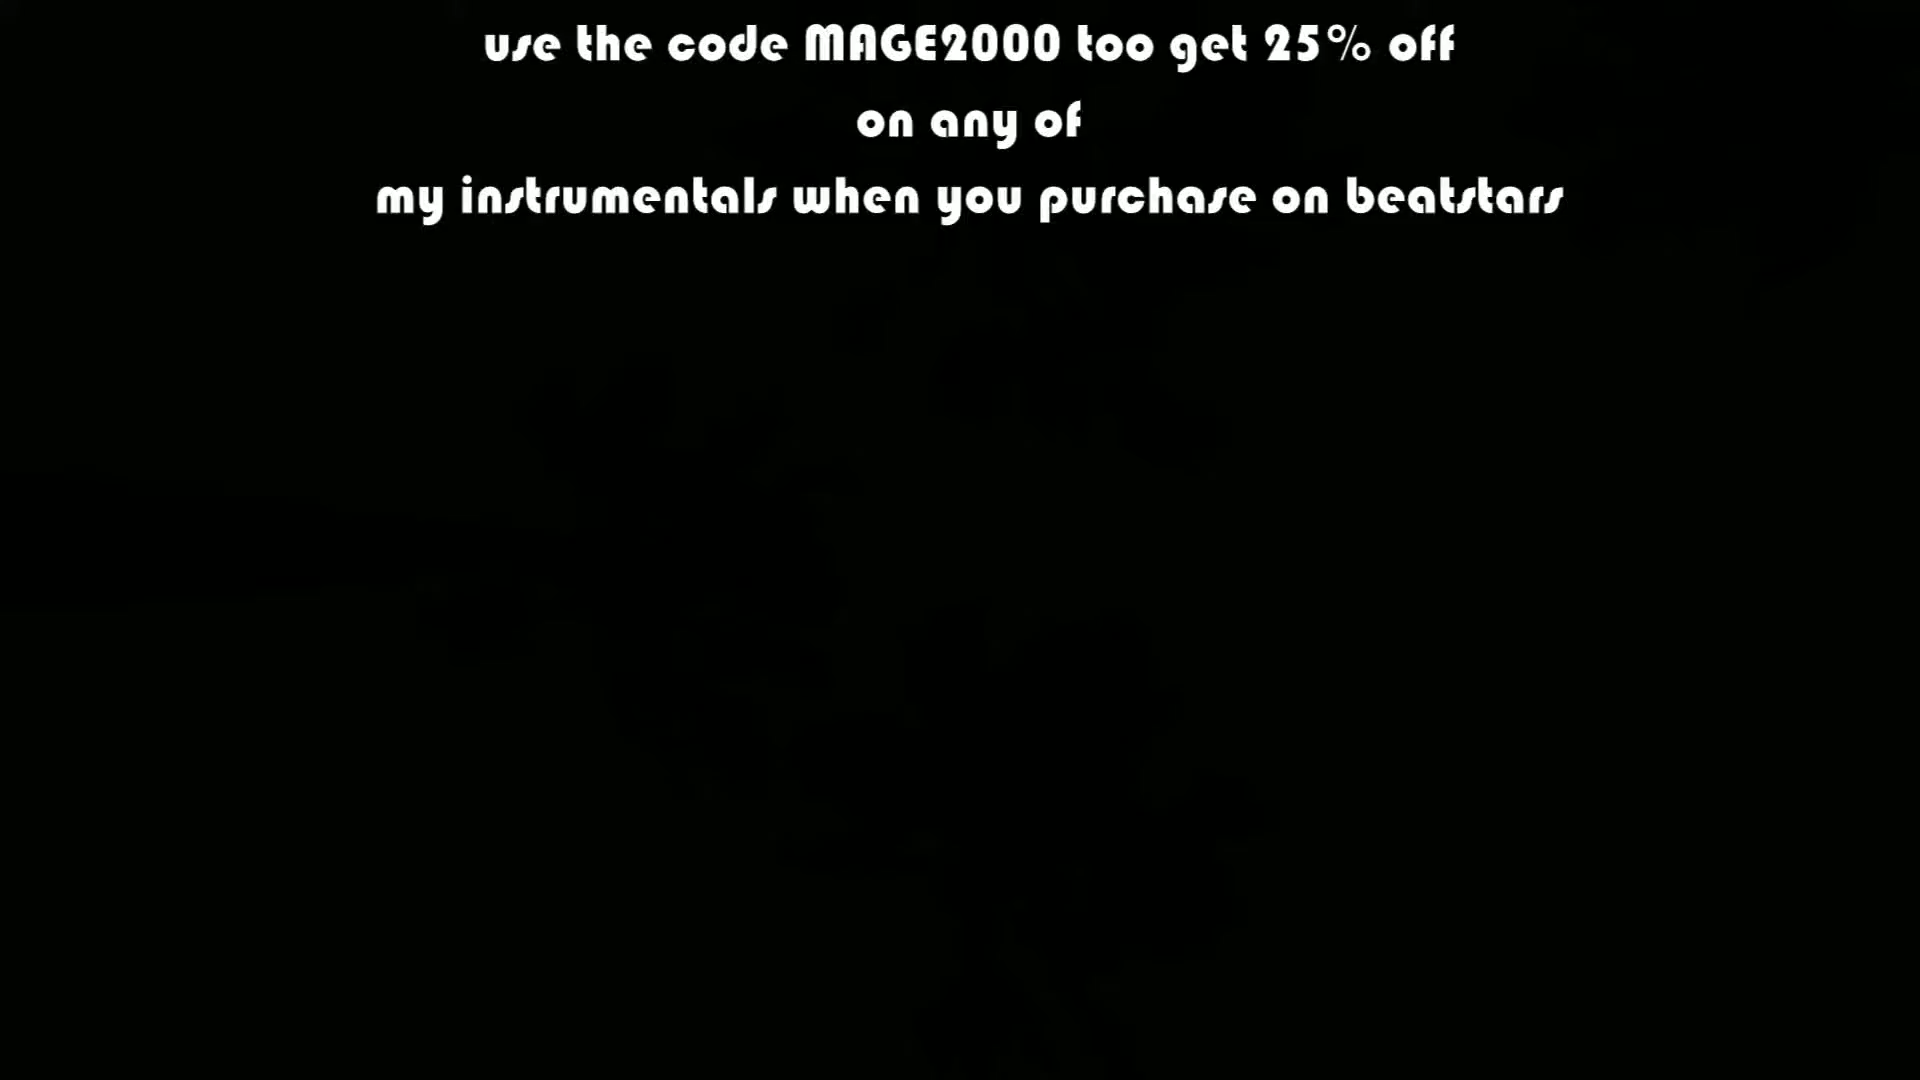 use the code MAGE2000 too get 25% off
on any of
my instrumentals when you purchase on beatstars